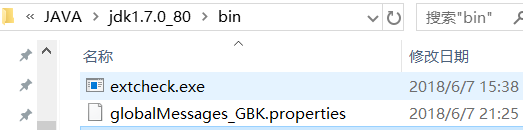 « JAVA › jdk1.7.0_80 › bin 搜索"bin"
名称 修改日期
extcheck.exe 2018/6/7 15:38
globalMessages_GBK.properties 2018/6/7 21:25